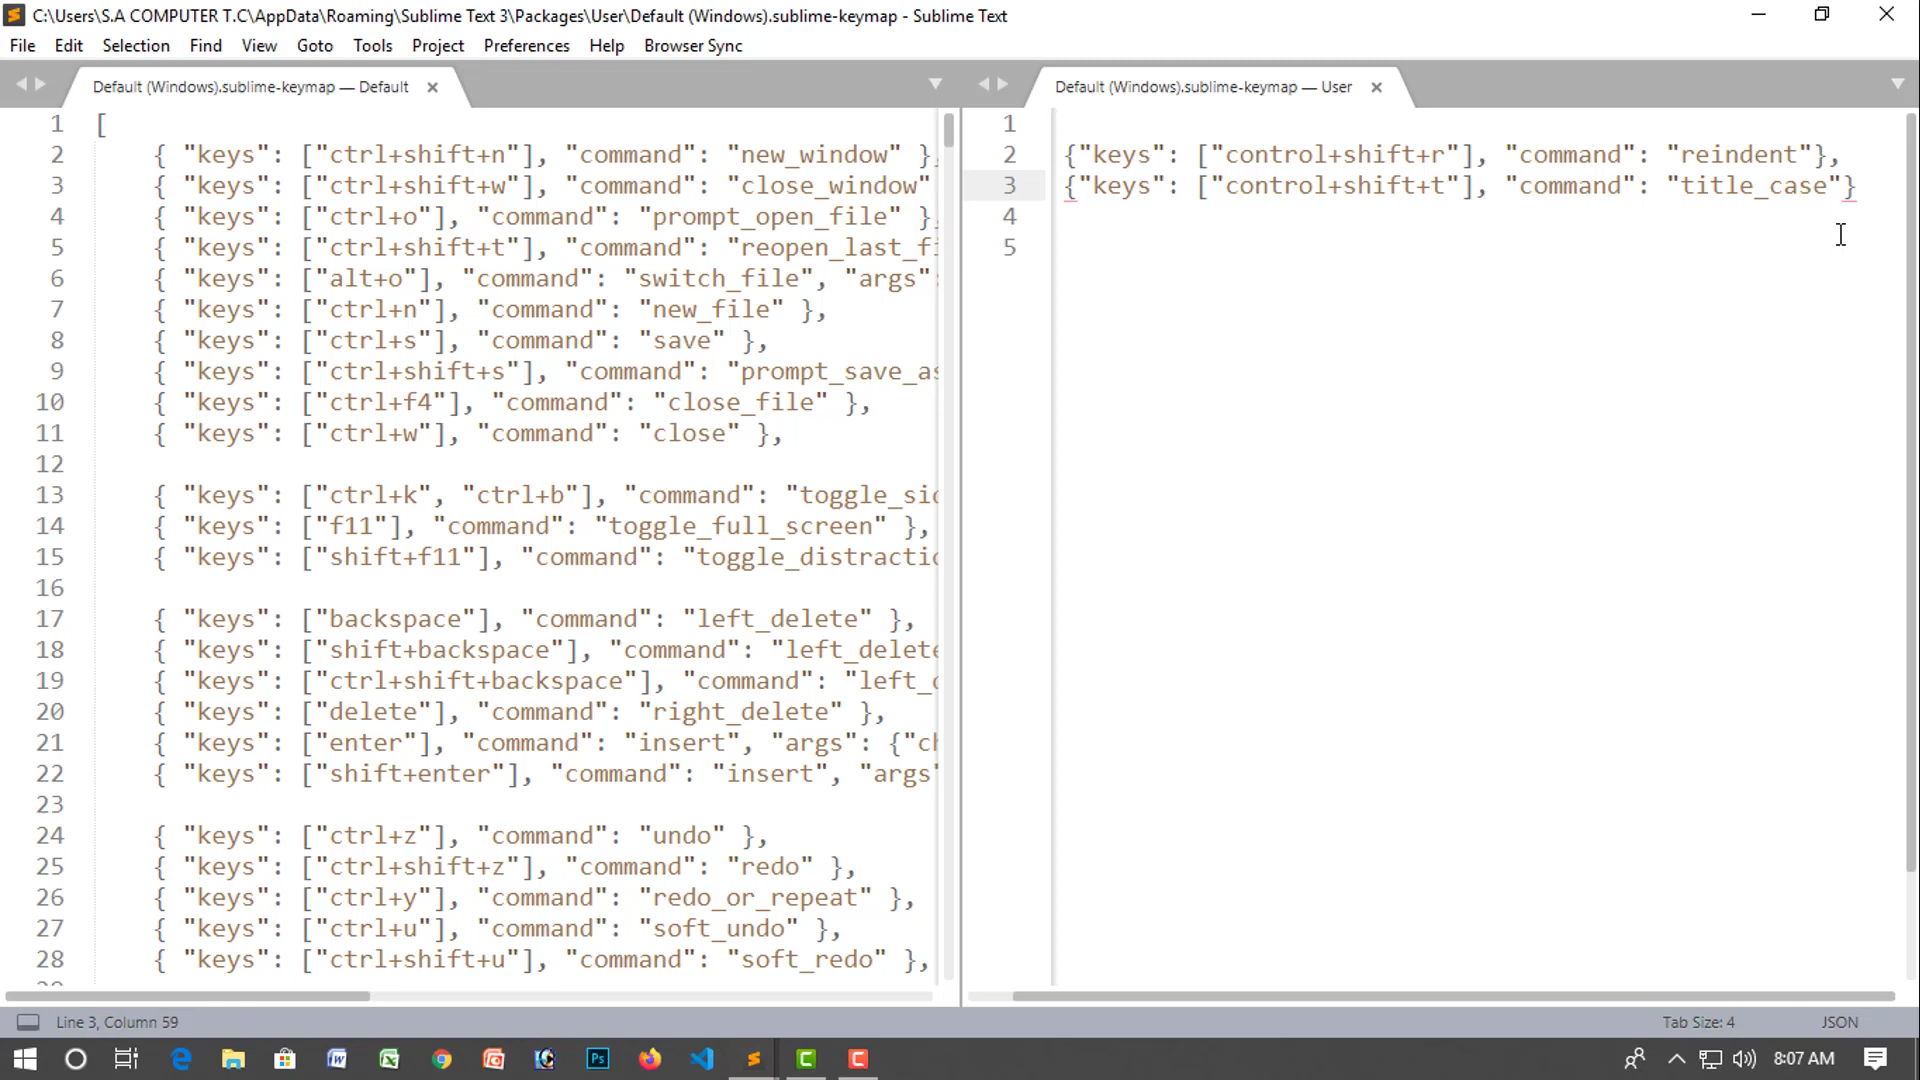 C:\Users\S.A COMPUTER T.C\AppData\Roaming\Sublime Text 3\Packages\User\Default (Windows).sublime-keymap - Sublime Text
File Edit Selection Find View Goto Tools Project Preferences Help Browser Sync
Default (Windows).sublime-keymap — Default
1 [
2 { "keys": ["ctrl+shift+n"], "command": "new_window" },
3 { "keys": ["ctrl+shift+w"], "command": "close_window"
4 { "keys": ["ctrl+o"], "command": "prompt_open_file" },
5 { "keys": ["ctrl+shift+t"], "command": "reopen_last_fi
6 { "keys": ["alt+o"], "command": "switch_file", "args":
7 { "keys": ["ctrl+n"], "command": "new_file" },
8 { "keys": ["ctrl+s"], "command": "save" },
9 { "keys": ["ctrl+shift+s"], "command": "prompt_save_as
10 { "keys": ["ctrl+f4"], "command": "close_file" },
11 { "keys": ["ctrl+w"], "command": "close" },
12
13 { "keys": ["ctrl+k", "ctrl+b"], "command": "toggle_sid
14 { "keys": ["f11"], "command": "toggle_full_screen" },
15 { "keys": ["shift+f11"], "command": "toggle_distractio
16
17 { "keys": ["backspace"], "command": "left_delete" },
18 { "keys": ["shift+backspace"], "command": "left_delete
19 { "keys": ["ctrl+shift+backspace"], "command": "left_d
20 { "keys": ["delete"], "command": "right_delete" },
21 { "keys": ["enter"], "command": "insert", "args": {"ch
22 { "keys": ["shift+enter"], "command": "insert", "args"
23
24 { "keys": ["ctrl+z"], "command": "undo" },
25 { "keys": ["ctrl+shift+z"], "command": "redo" },
26 { "keys": ["ctrl+y"], "command": "redo_or_repeat" },
27 { "keys": ["ctrl+u"], "command": "soft_undo" },
28 { "keys": ["ctrl+shift+u"], "command": "soft_redo" },
Default (Windows).sublime-keymap — User
1
2 {"keys": ["control+shift+r"], "command": "reindent"},
3 {"keys": ["control+shift+t"], "command": "title_case"}
4
5
Line 3, Column 59
Tab Size: 4
JSON
8:07 AM